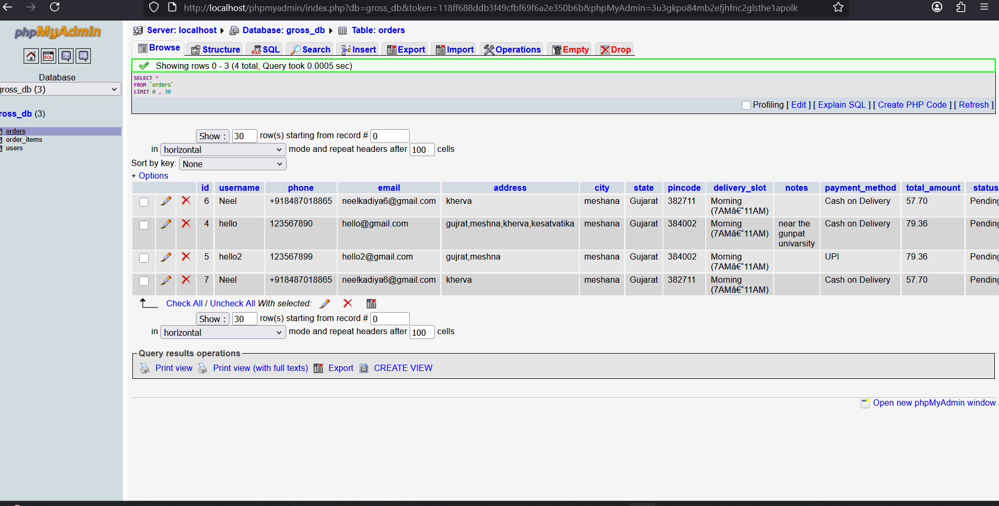 http://localhost/phpmyadmin/index.php?db=gross_db&token=118ff688ddb3f49cfbf69f6a2e350b6b&phpMyAdmin=3u3gkpo84mb2efjhfnc2glsthe1apolk
phpMyAdmin
SQL
SQL
Database
gross_db (3)
ross_db (3)
orders
order_items
users
Server: localhost Database: gross_db Table: orders
Browse Structure SQL Search Insert Export Import Operations Empty Drop
Showing rows 0 - 3 (4 total, Query took 0.0005 sec)
SELECT *
FROM `orders`
LIMIT 0 , 30
Profiling [ Edit ] [ Explain SQL ] [ Create PHP Code ] [ Refresh ]
Show : 30 row(s) starting from record # 0
in horizontal mode and repeat headers after 100 cells
Sort by key: None
+ Options
id username phone email address city state pincode delivery_slot notes payment_method total_amount status
6 Neel +918487018865 neelkadiya6@gmail.com kherva meshana Gujarat 382711 Morning Cash on Delivery 57.70 Pending
(7AMâ€“11AM)
4 hello 123567890 hello@gmail.com gujrat,meshna,kherva,kesatvatika meshana Gujarat 384002 Morning near the Cash on Delivery 79.36 Pending
(7AMâ€“11AM) gunpat
univarsity
5 hello2 123567899 hello2@gmail.com gujrat,meshna meshana Gujarat 384002 Morning UPI 79.36 Pending
(7AMâ€“11AM)
7 Neel +918487018865 neelkadiya6@gmail.com kherva meshana Gujarat 382711 Morning Cash on Delivery 57.70 Pending
(7AMâ€“11AM)
Check All / Uncheck All With selected:
Show : 30 row(s) starting from record # 0
in horizontal mode and repeat headers after 100 cells
Query results operations
Print view Print view (with full texts) Export CREATE VIEW
Open new phpMyAdmin window